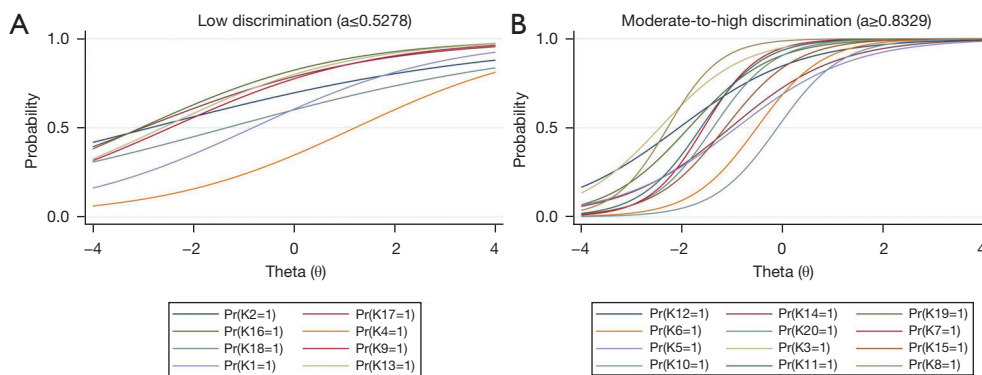 A
Low discrimination (a≤0.5278)
1.0
0.5
0.0
Probability
−4
−2
0
2
4
Theta (θ)
Pr(K2=1)
Pr(K17=1)
Pr(K16=1)
Pr(K4=1)
Pr(K18=1)
Pr(K9=1)
Pr(K1=1)
Pr(K13=1)
B
Moderate-to-high discrimination (a≥0.8329)
1.0
0.5
0.0
Probability
−4
−2
0
2
4
Theta (θ)
Pr(K12=1)
Pr(K14=1)
Pr(K19=1)
Pr(K6=1)
Pr(K20=1)
Pr(K7=1)
Pr(K5=1)
Pr(K3=1)
Pr(K15=1)
Pr(K10=1)
Pr(K11=1)
Pr(K8=1)